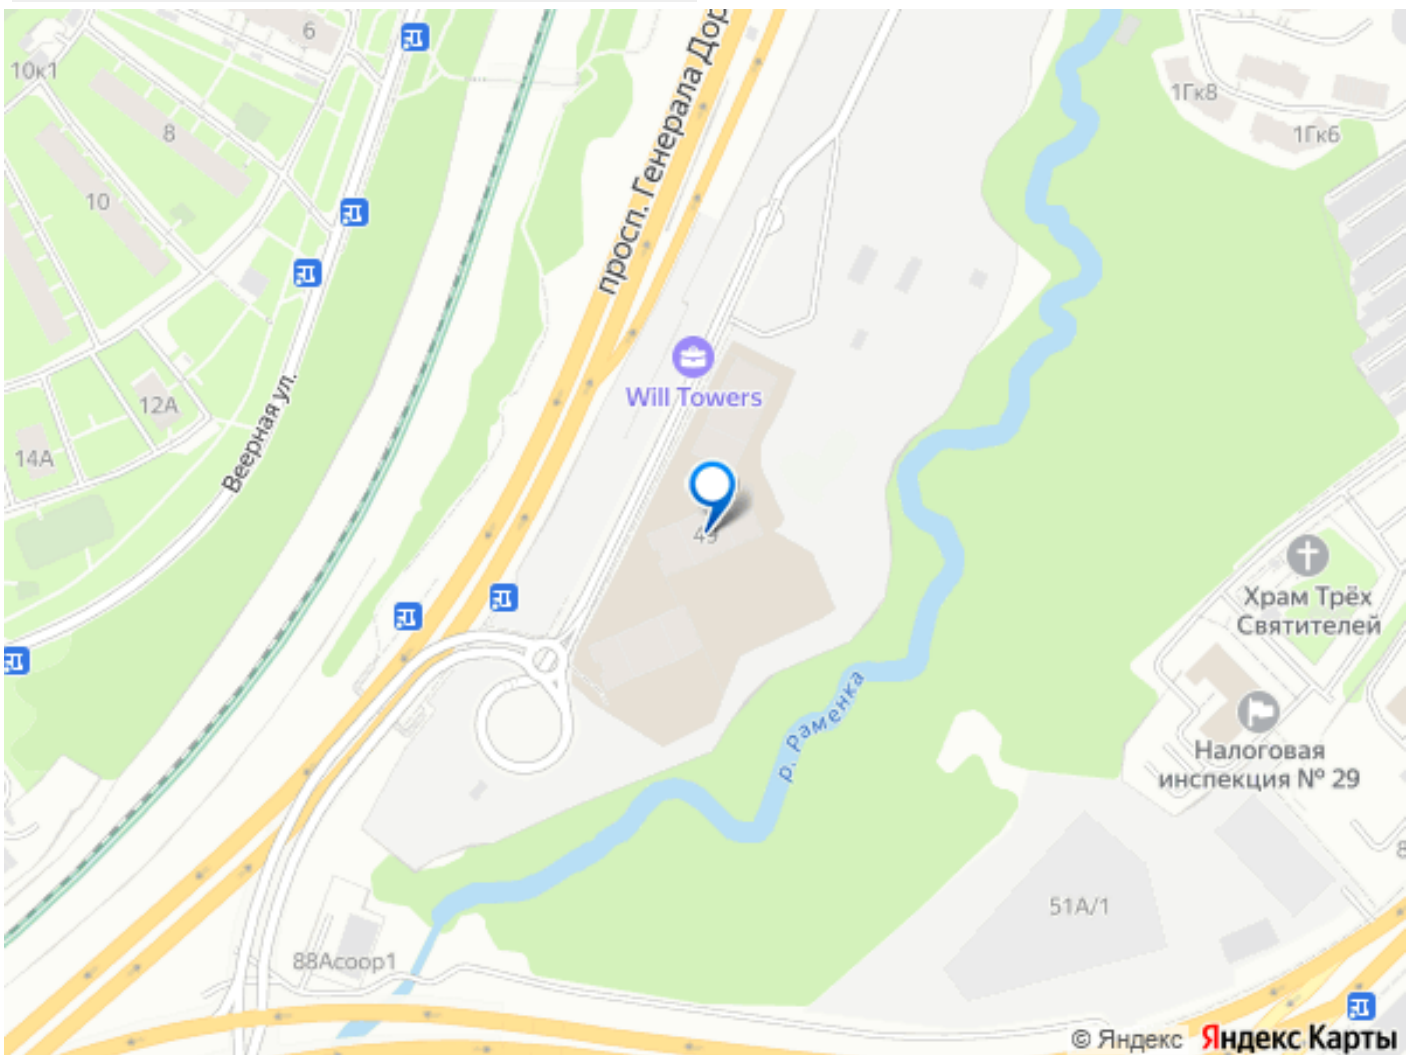 6
10к1
8
10
просп. Генерала Дор
1Гк8
1Гк6
Will Towers
12А
14А
Веерная ул.
Храм Трёх
Святителей
р. Раменка
Налоговая
инспекция № 29
51А/1
88Асоор1
8
© Яндекс Яндекс Карты